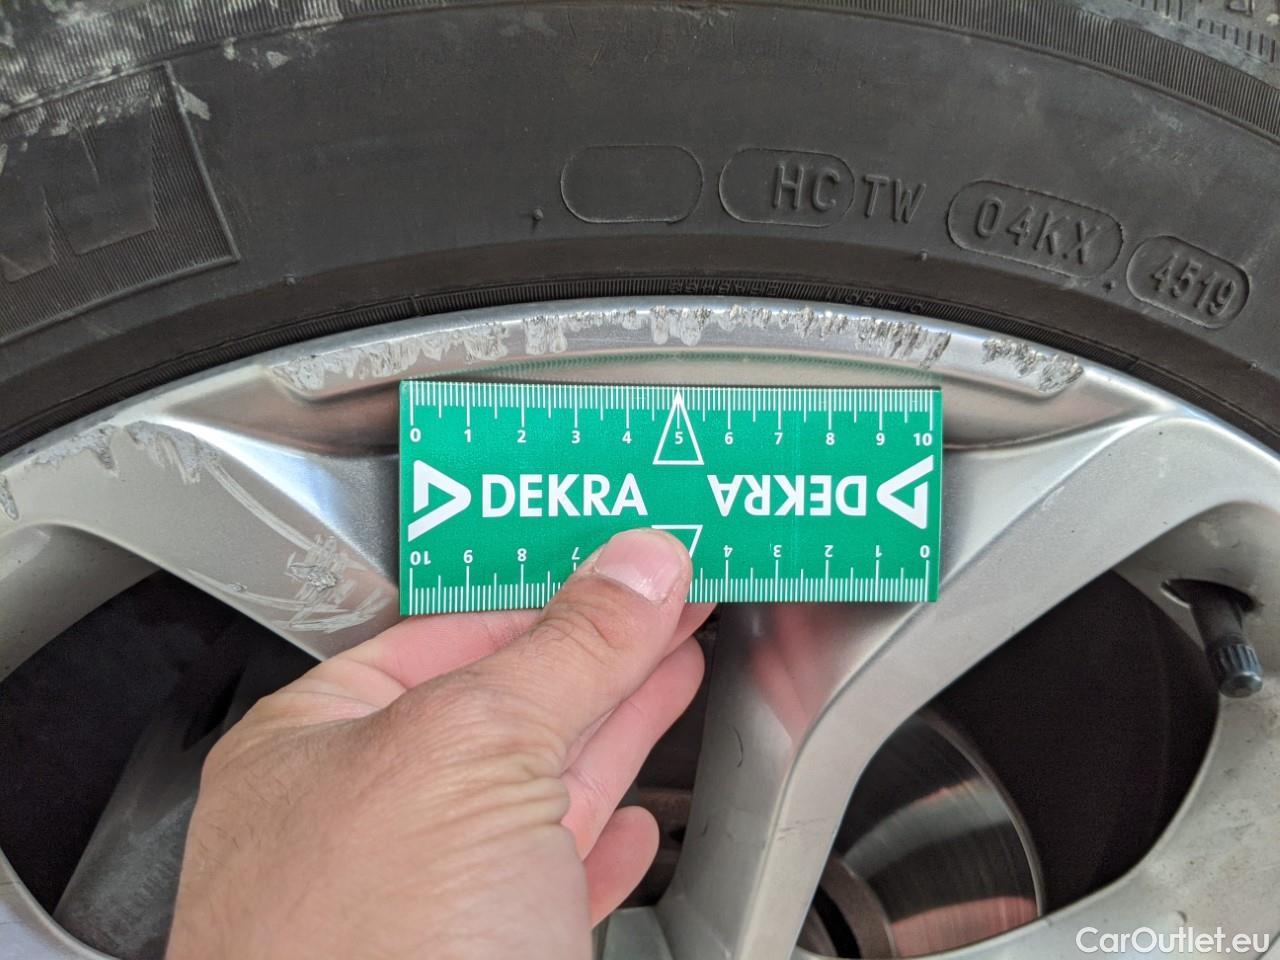 HC TW 04KX 4519
0 1 2 3 4 5 6 7 8 9 10
DEKRA DEKRA
10 9 8 7 4 3 2 1 0
CarOutlet.eu